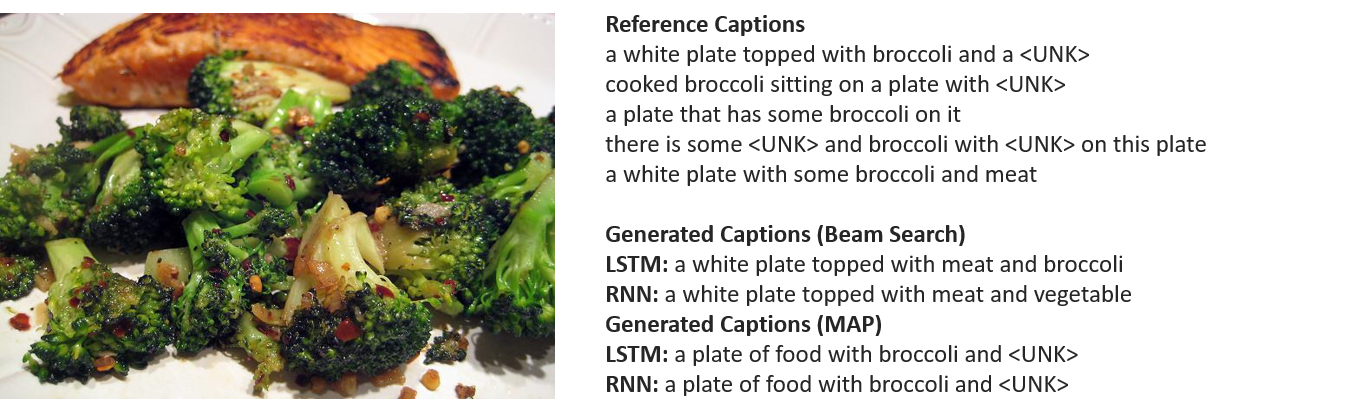 Reference Captions
a white plate topped with broccoli and a <UNK>
cooked broccoli sitting on a plate with <UNK>
a plate that has some broccoli on it
there is some <UNK> and broccoli with <UNK> on this plate
a white plate with some broccoli and meat
Generated Captions (Beam Search)
LSTM: a white plate topped with meat and broccoli
RNN: a white plate topped with meat and vegetable
Generated Captions (MAP)
LSTM: a plate of food with broccoli and <UNK>
RNN: a plate of food with broccoli and <UNK>